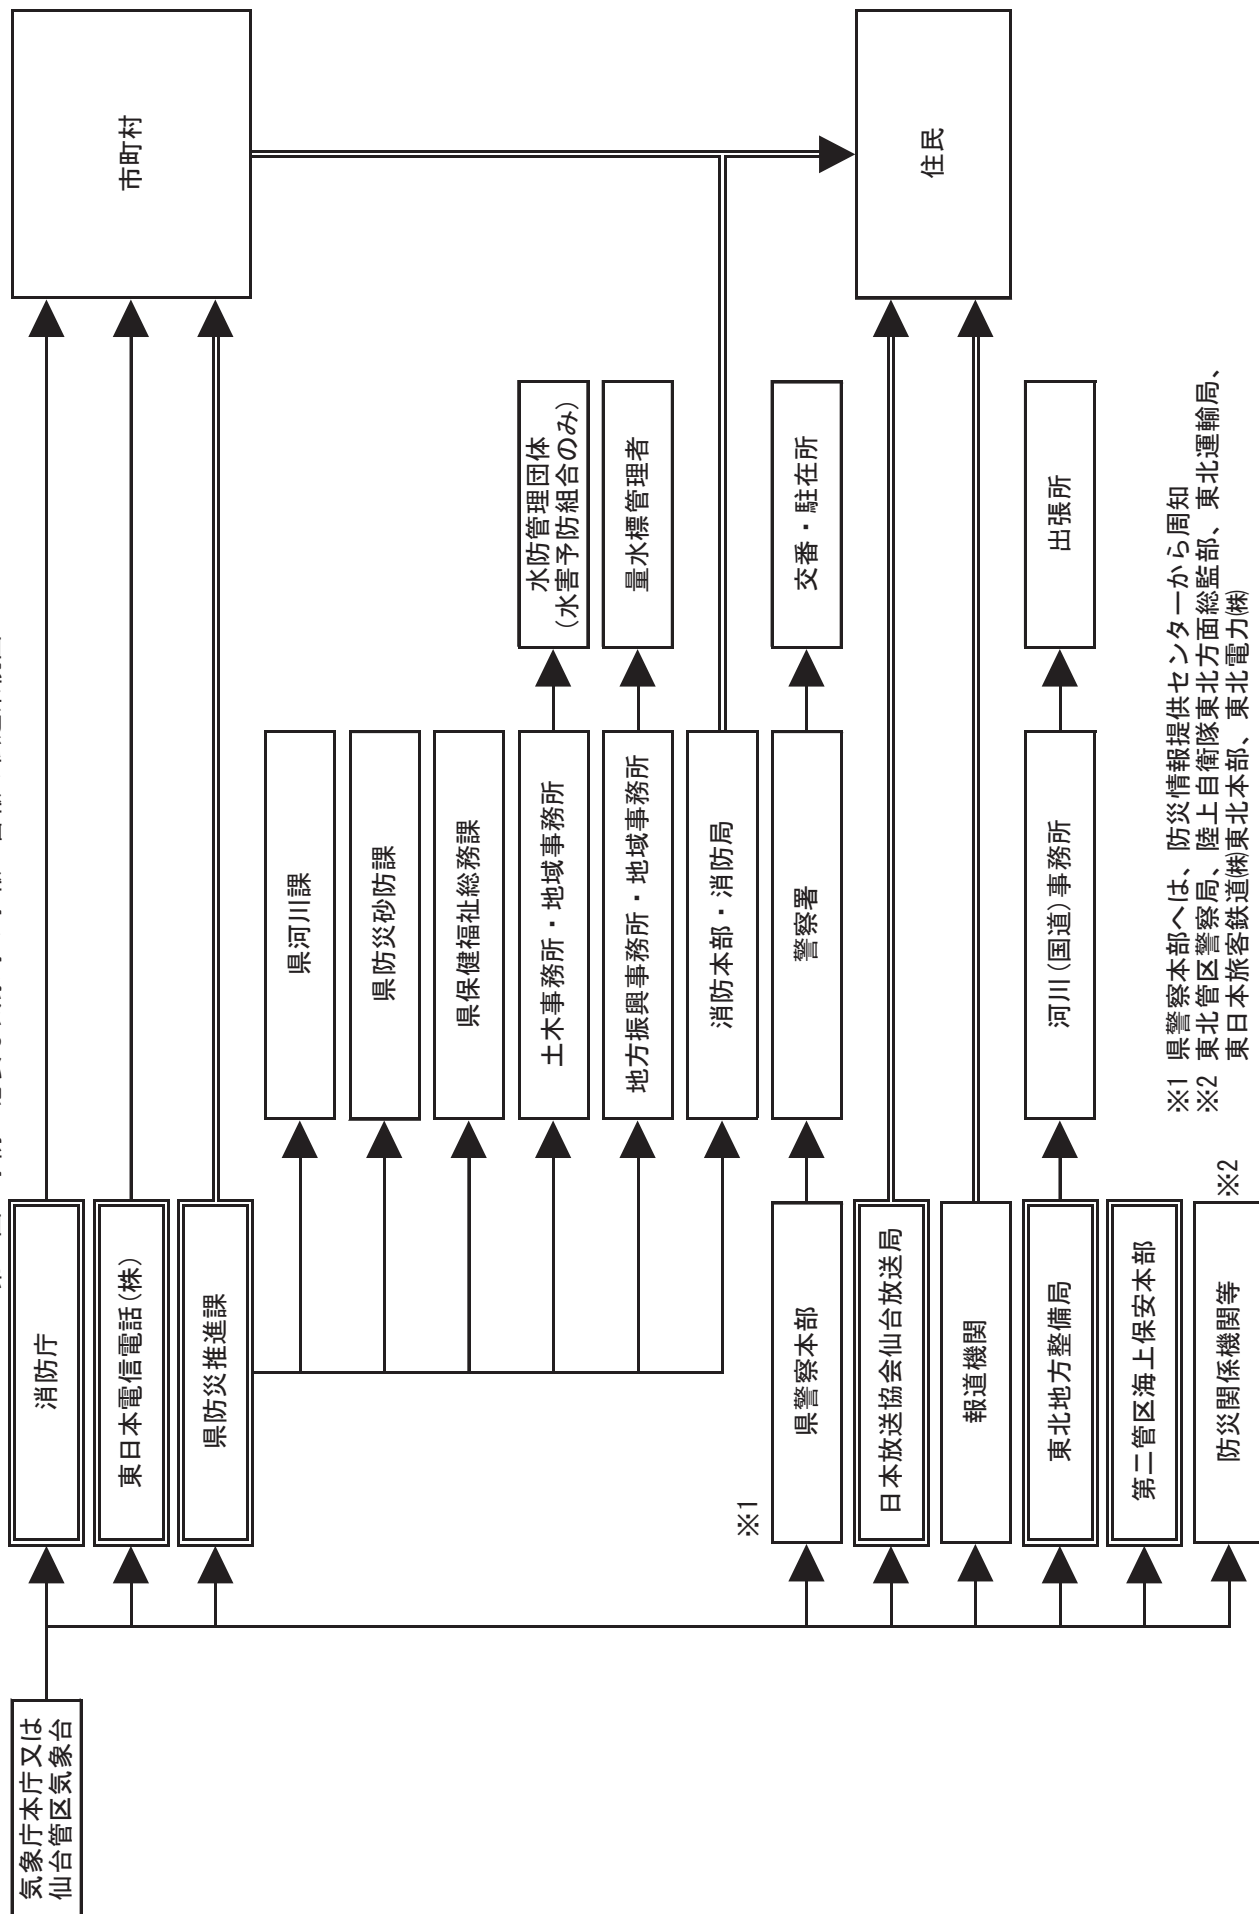 気象庁本庁又は
仙台管区気象台
消防庁
東日本電信電話(株)
県防災推進課
※1
県警察本部
日本放送協会仙台放送局
報道機関
東北地方整備局
第二管区海上保安本部
防災関係機関等
※2
県河川課
県防災砂防課
県保健福祉総務課
土木事務所・地域事務所
地方振興事務所・地域事務所
消防本部・消防局
警察署
河川(国道)事務所
水防管理団体
(水害予防組合のみ)
量水標管理者
交番・駐在所
出張所
市町村
住民
※1 県警察本部へは、防災情報提供センターから周知
※2 東北管区警察局、陸上自衛隊東北方面総監部、東北運輸局、
東日本旅客鉄道㈱東北本部、東北電力㈱